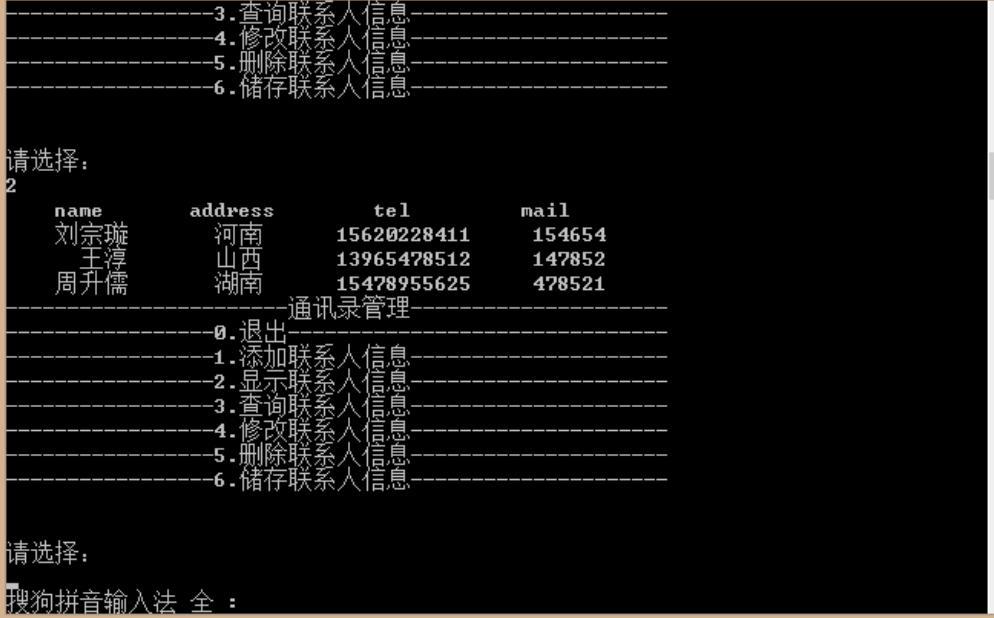 -----------------3.查询联系人信息---------------------
-----------------4.修改联系人信息---------------------
-----------------5.删除联系人信息---------------------
-----------------6.储存联系人信息---------------------
请选择:
2
name address tel mail
刘宗璇 河南 15620228411 154654
王淳 山西 13965478512 147852
周升儒 湖南 15478955625 478521
-----------------------通讯录管理---------------------
-----------------0.退出-------------------------------
-----------------1.添加联系人信息---------------------
-----------------2.显示联系人信息---------------------
-----------------3.查询联系人信息---------------------
-----------------4.修改联系人信息---------------------
-----------------5.删除联系人信息---------------------
-----------------6.储存联系人信息---------------------
请选择:
搜狗拼音输入法 全 :